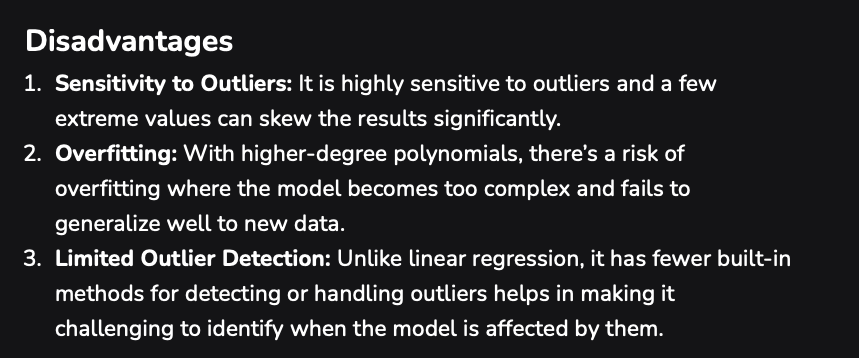 Disadvantages
1. Sensitivity to Outliers: It is highly sensitive to outliers and a few
extreme values can skew the results significantly.
2. Overfitting: With higher-degree polynomials, there's a risk of
overfitting where the model becomes too complex and fails to
generalize well to new data.
3. Limited Outlier Detection: Unlike linear regression, it has fewer built-in
methods for detecting or handling outliers helps in making it
challenging to identify when the model is affected by them.